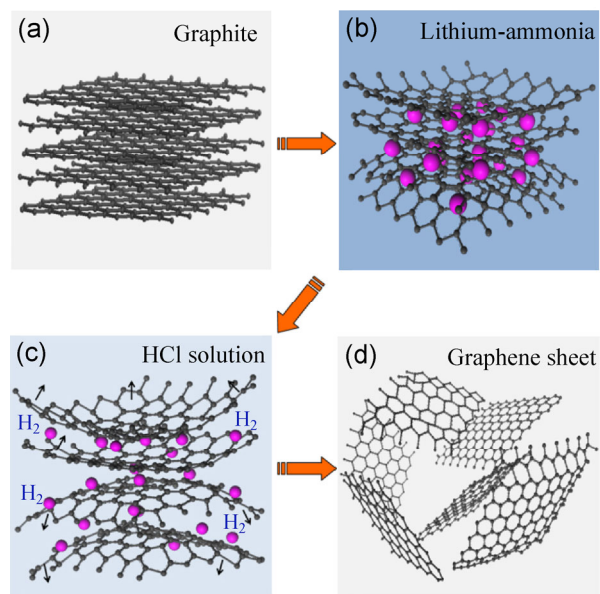 (a) Graphite
(b) Lithium-ammonia
(c) HCl solution
H₂
H₂
H₂
H₂
(d) Graphene sheet